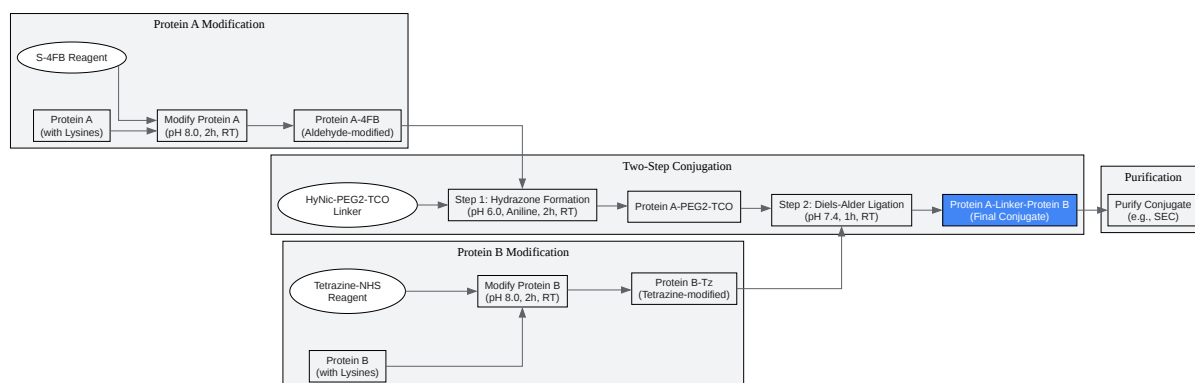 Protein A Modification
S-4FB Reagent
Protein A
(with Lysines)
Modify Protein A
(pH 8.0, 2h, RT)
Protein A-4FB
(Aldehyde-modified)
Two-Step Conjugation
HyNic-PEG2-TCO
Linker
Step 1: Hydrazone Formation
(pH 6.0, Aniline, 2h, RT)
Protein A-PEG2-TCO
Step 2: Diels-Alder Ligation
(pH 7.4, 1h, RT)
Protein A-Linker-Protein B
(Final Conjugate)
Purification
Purify Conjugate
(e.g., SEC)
Protein B Modification
Tetrazine-NHS
Reagent
Modify Protein B
(pH 8.0, 2h, RT)
Protein B-Tz
(Tetrazine-modified)
Protein B
(with Lysines)